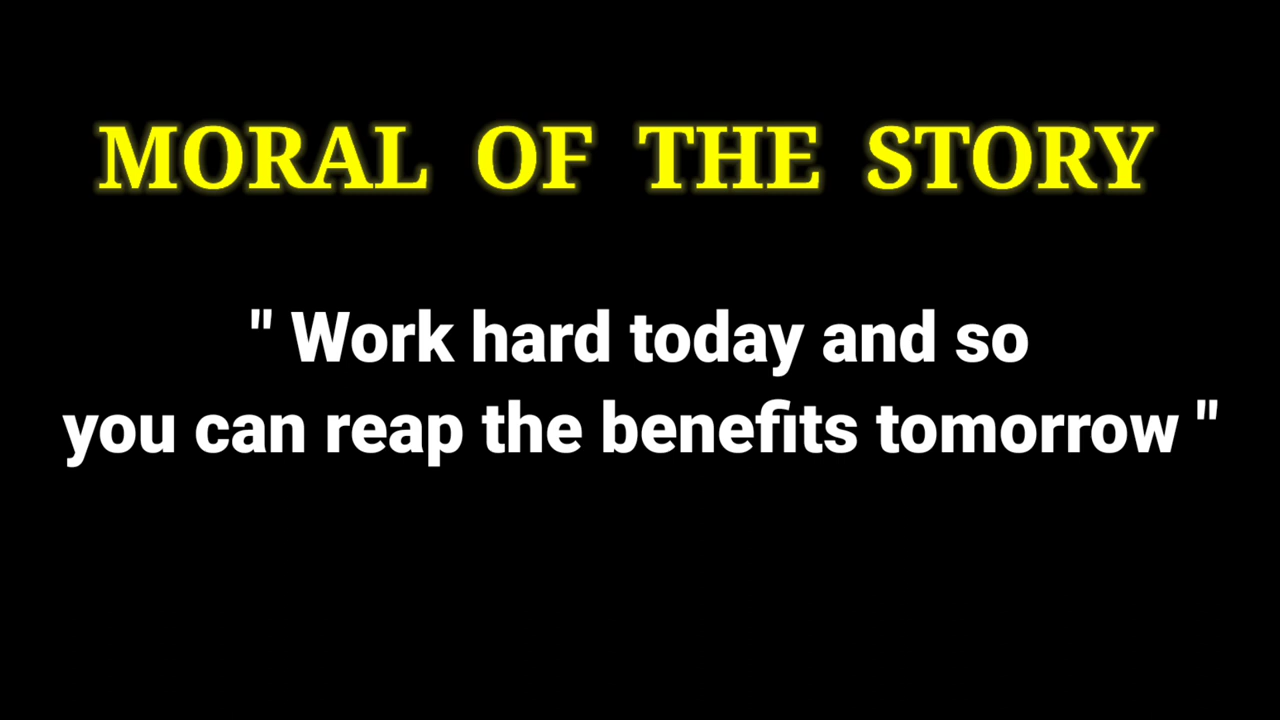 MORAL OF THE STORY
" Work hard today and so
you can reap the benefits tomorrow "